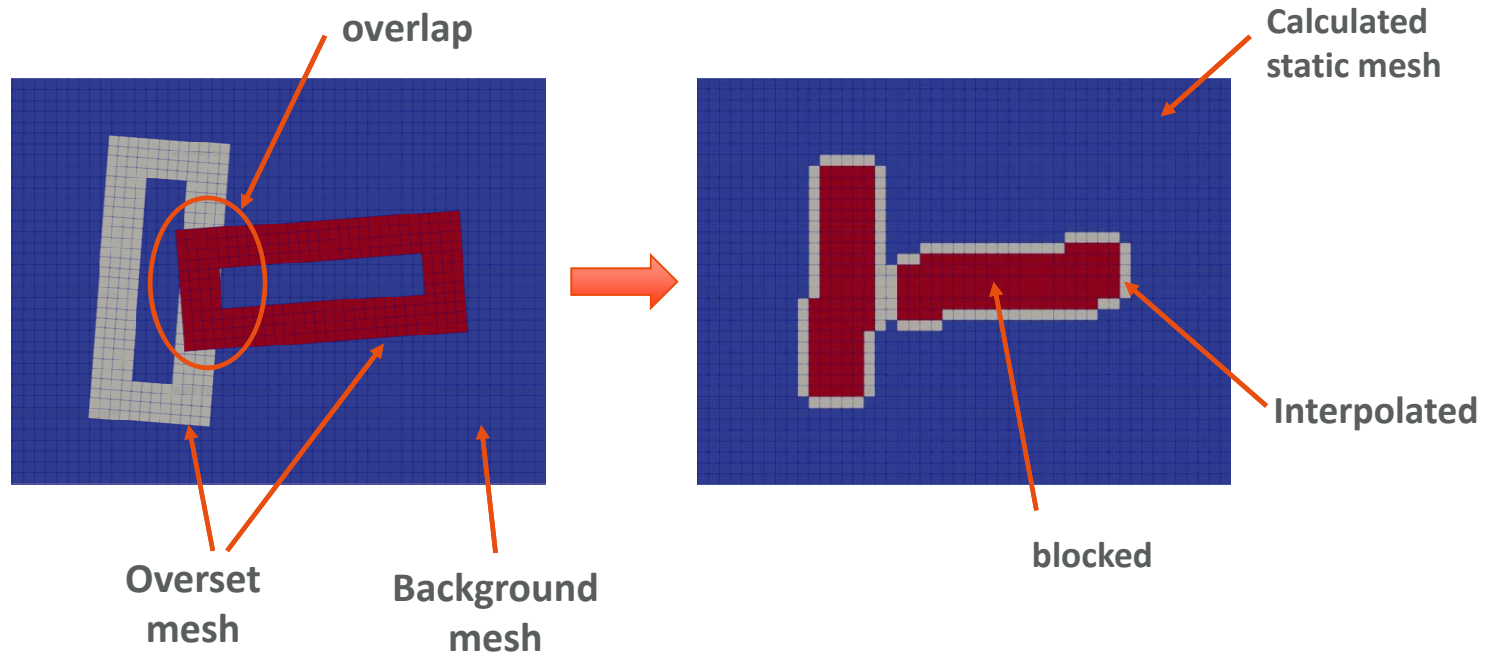 overlap
Calculated
static mesh
Interpolated
blocked
Overset
mesh
Background
mesh